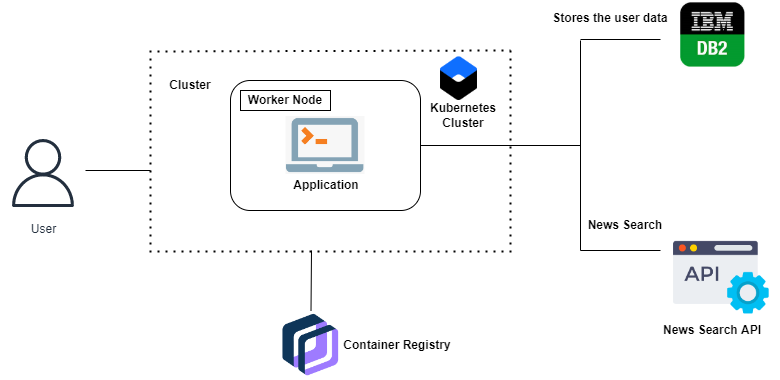 Stores the user data
IBM
DB2
Cluster
Worker Node
Kubernetes
Cluster
Application
User
News Search
API
News Search API
Container Registry